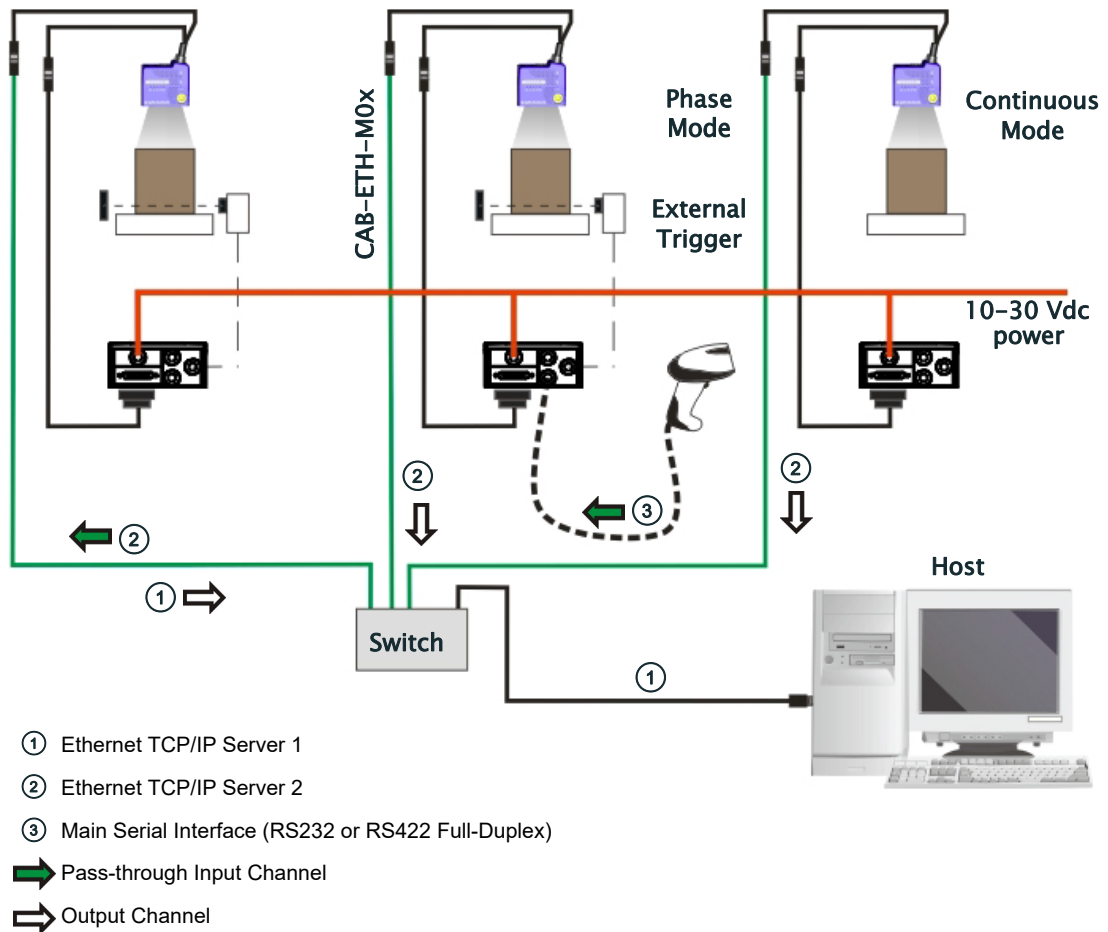 CAB-ETH-M0x
Phase
Mode
Continuous
Mode
External
Trigger
10-30 Vdc
power
2
2
3
2
1
Host
Switch
1
1 Ethernet TCP/IP Server 1
2 Ethernet TCP/IP Server 2
3 Main Serial Interface (RS232 or RS422 Full-Duplex)
Pass-through Input Channel
Output Channel